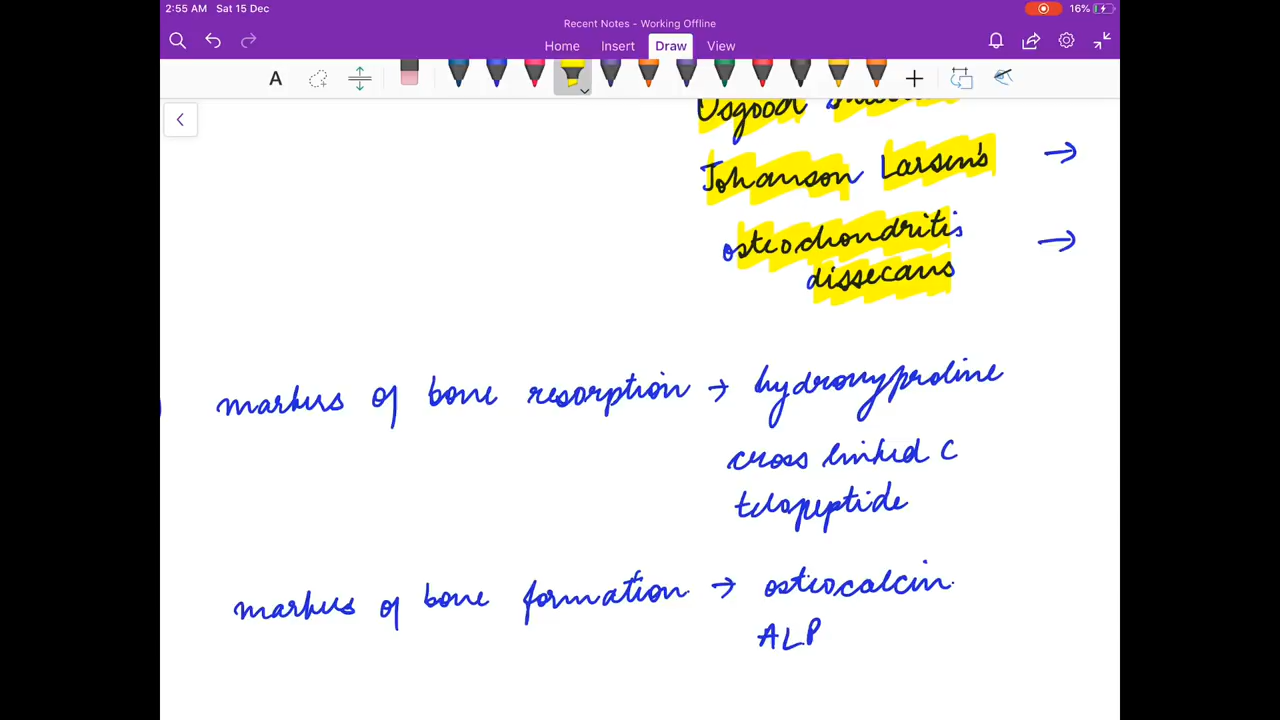 2:55 AM Sat 15 Dec
16%
Recent Notes - Working Offline
Home Insert Draw View
A
Osgood
Johanson Larsen's →
osteochondritis →
dissecans
markers of bone resorption → hydroxyproline
cross linked C
telopeptide
markers of bone formation → osteocalcin
ALP